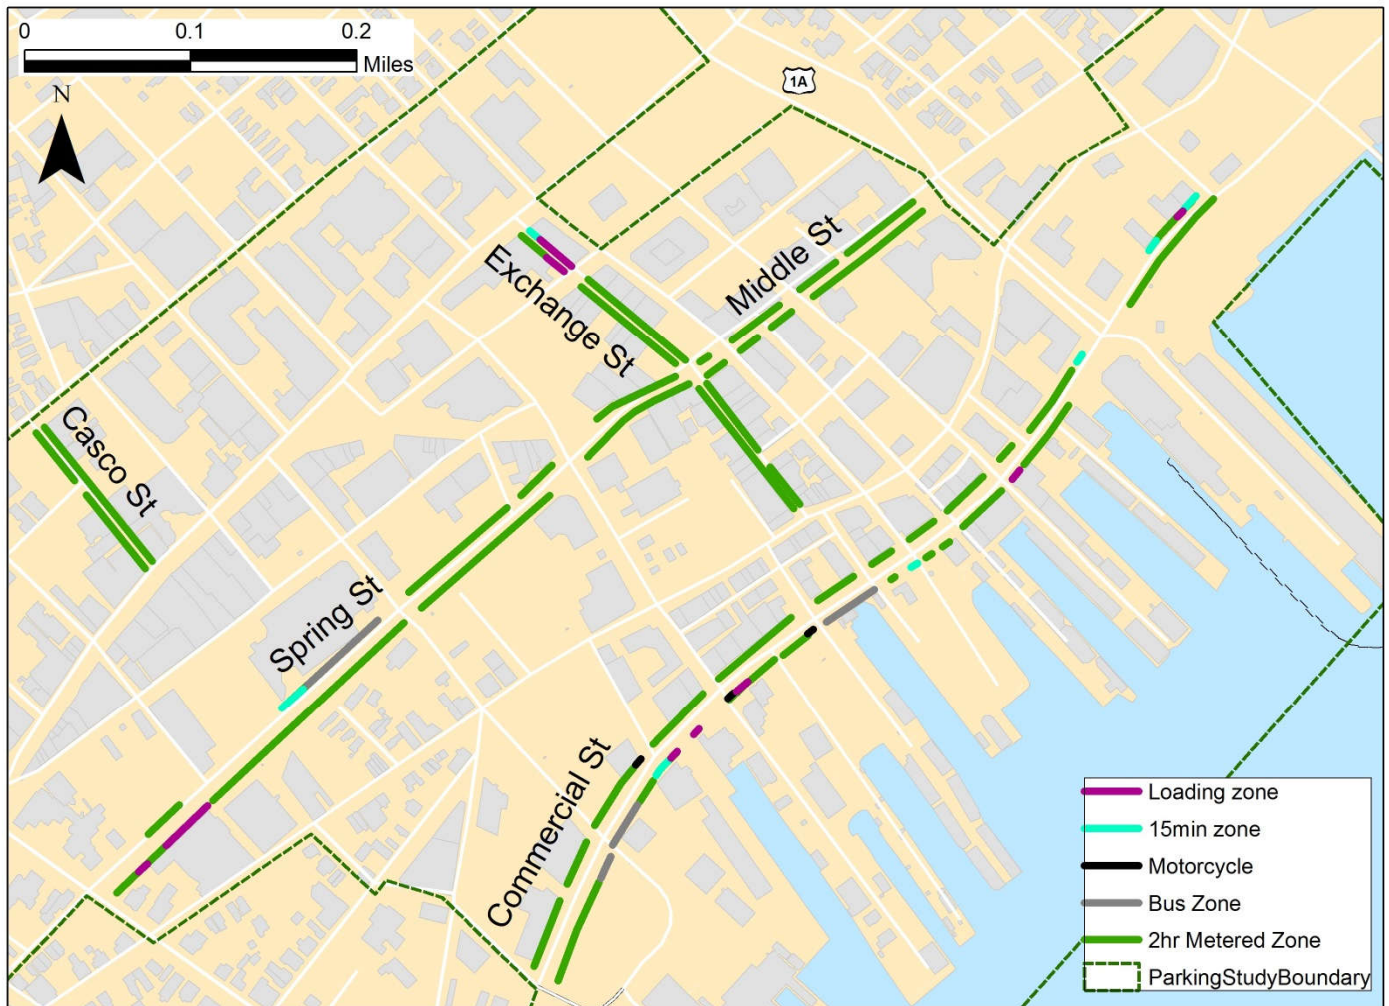 0 0.1 0.2
Miles
N
1A
Middle St
Exchange St
Casco St
Spring St
Commercial St
Loading zone
15min zone
Motorcycle
Bus Zone
2hr Metered Zone
ParkingStudyBoundary